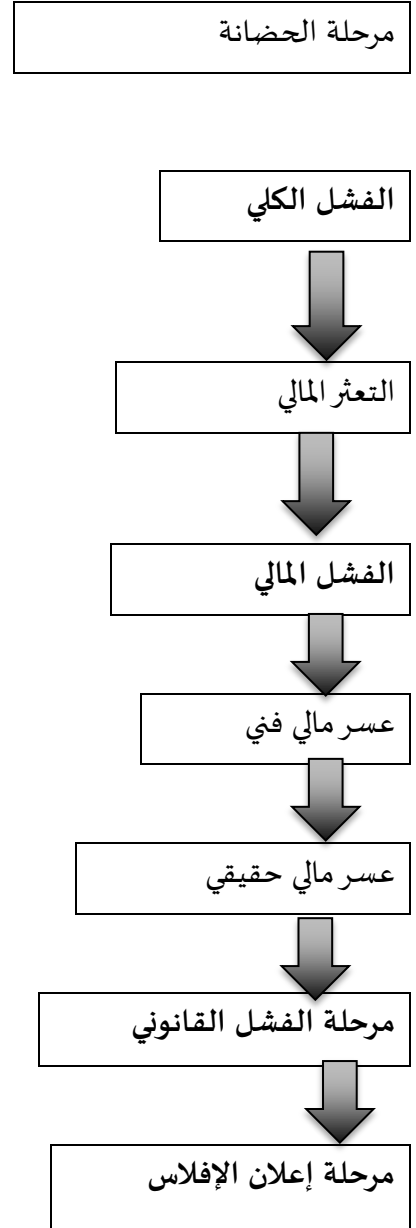 مرحلة الحضانة
الفشل الكلي
التعثر المالي
الفشل المالي
عسر مالي فني
عسر مالي حقيقي
مرحلة الفشل القانوني
مرحلة إعلان الإفلاس